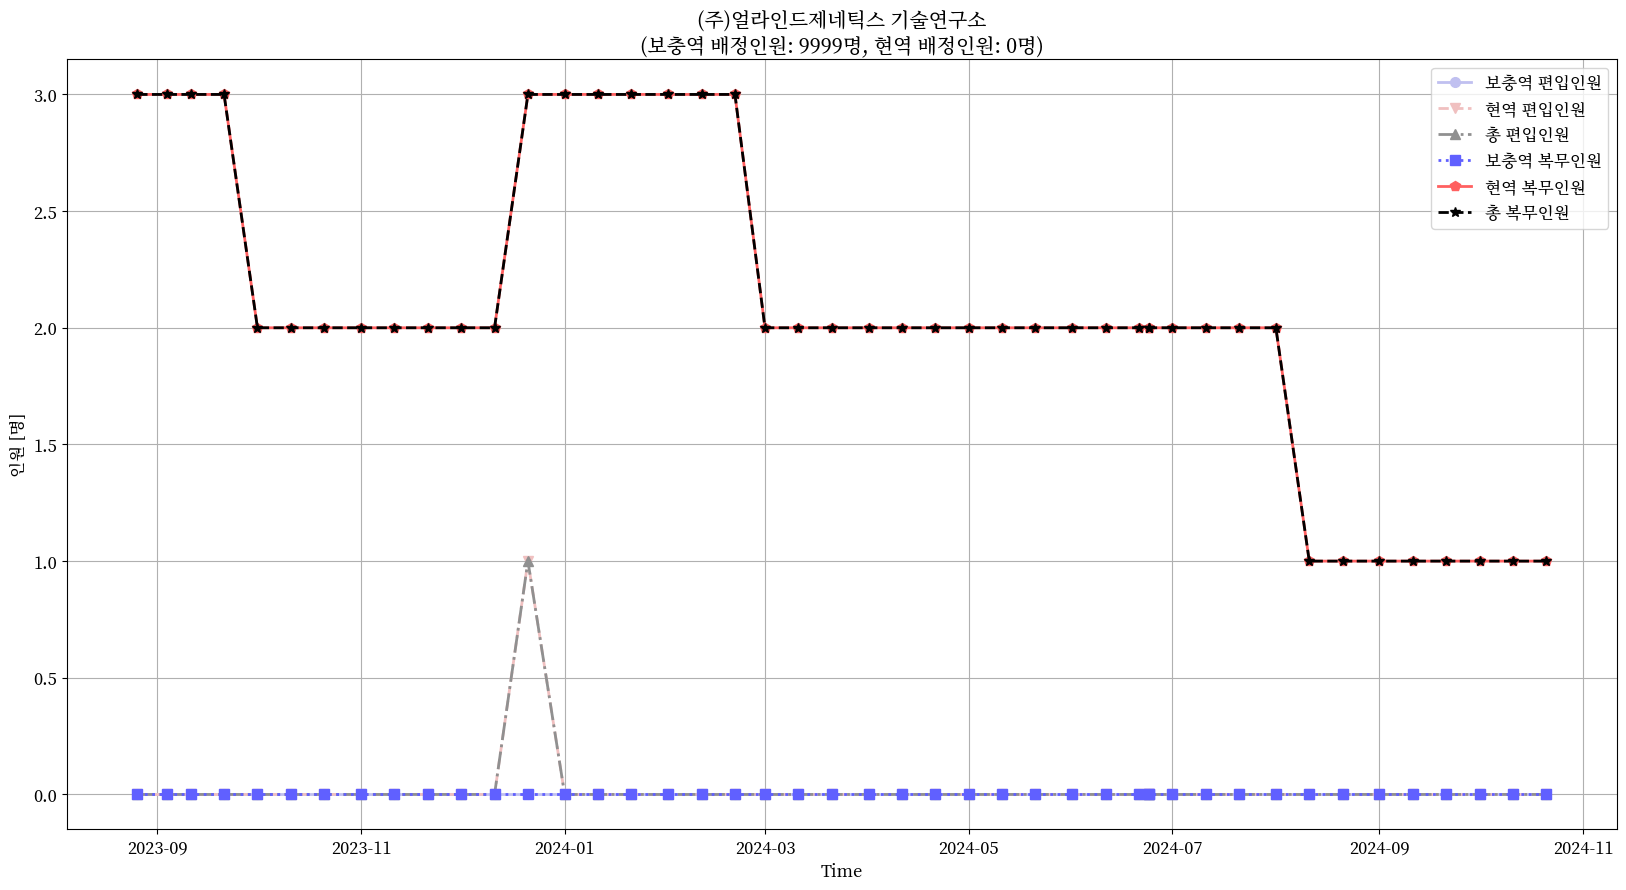 (주)얼라인드제네틱스 기술연구소
(보충역 배정인원: 9999명, 현역 배정인원: 0명)
보충역 편입인원
현역 편입인원
총 편입인원
보충역 복무인원
현역 복무인원
총 복무인원
인원 [명]
3.0
2.5
2.0
1.5
1.0
0.5
0.0
2023-09
2023-11
2024-01
2024-03
2024-05
2024-07
2024-09
2024-11
Time